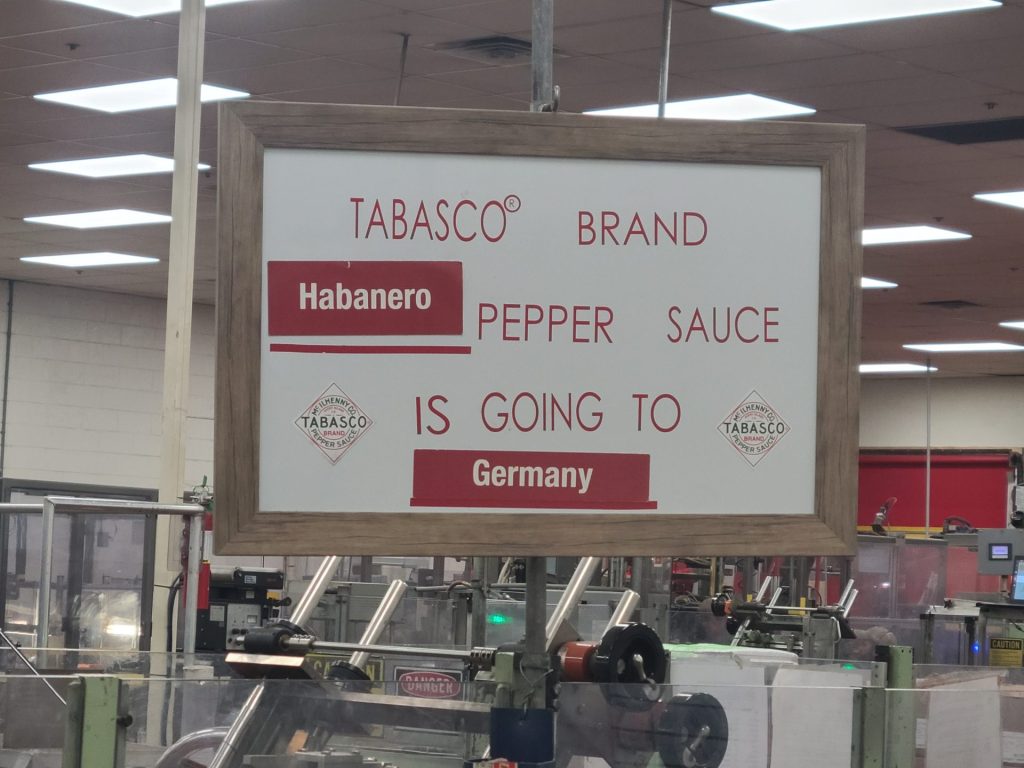 TABASCO® BRAND
Habanero PEPPER SAUCE
IS GOING TO
Germany
McILHENNY CO.
TABASCO
BRAND
PEPPER SAUCE
McILHENNY CO.
TABASCO
BRAND
PEPPER SAUCE
DANGER
CAUTION